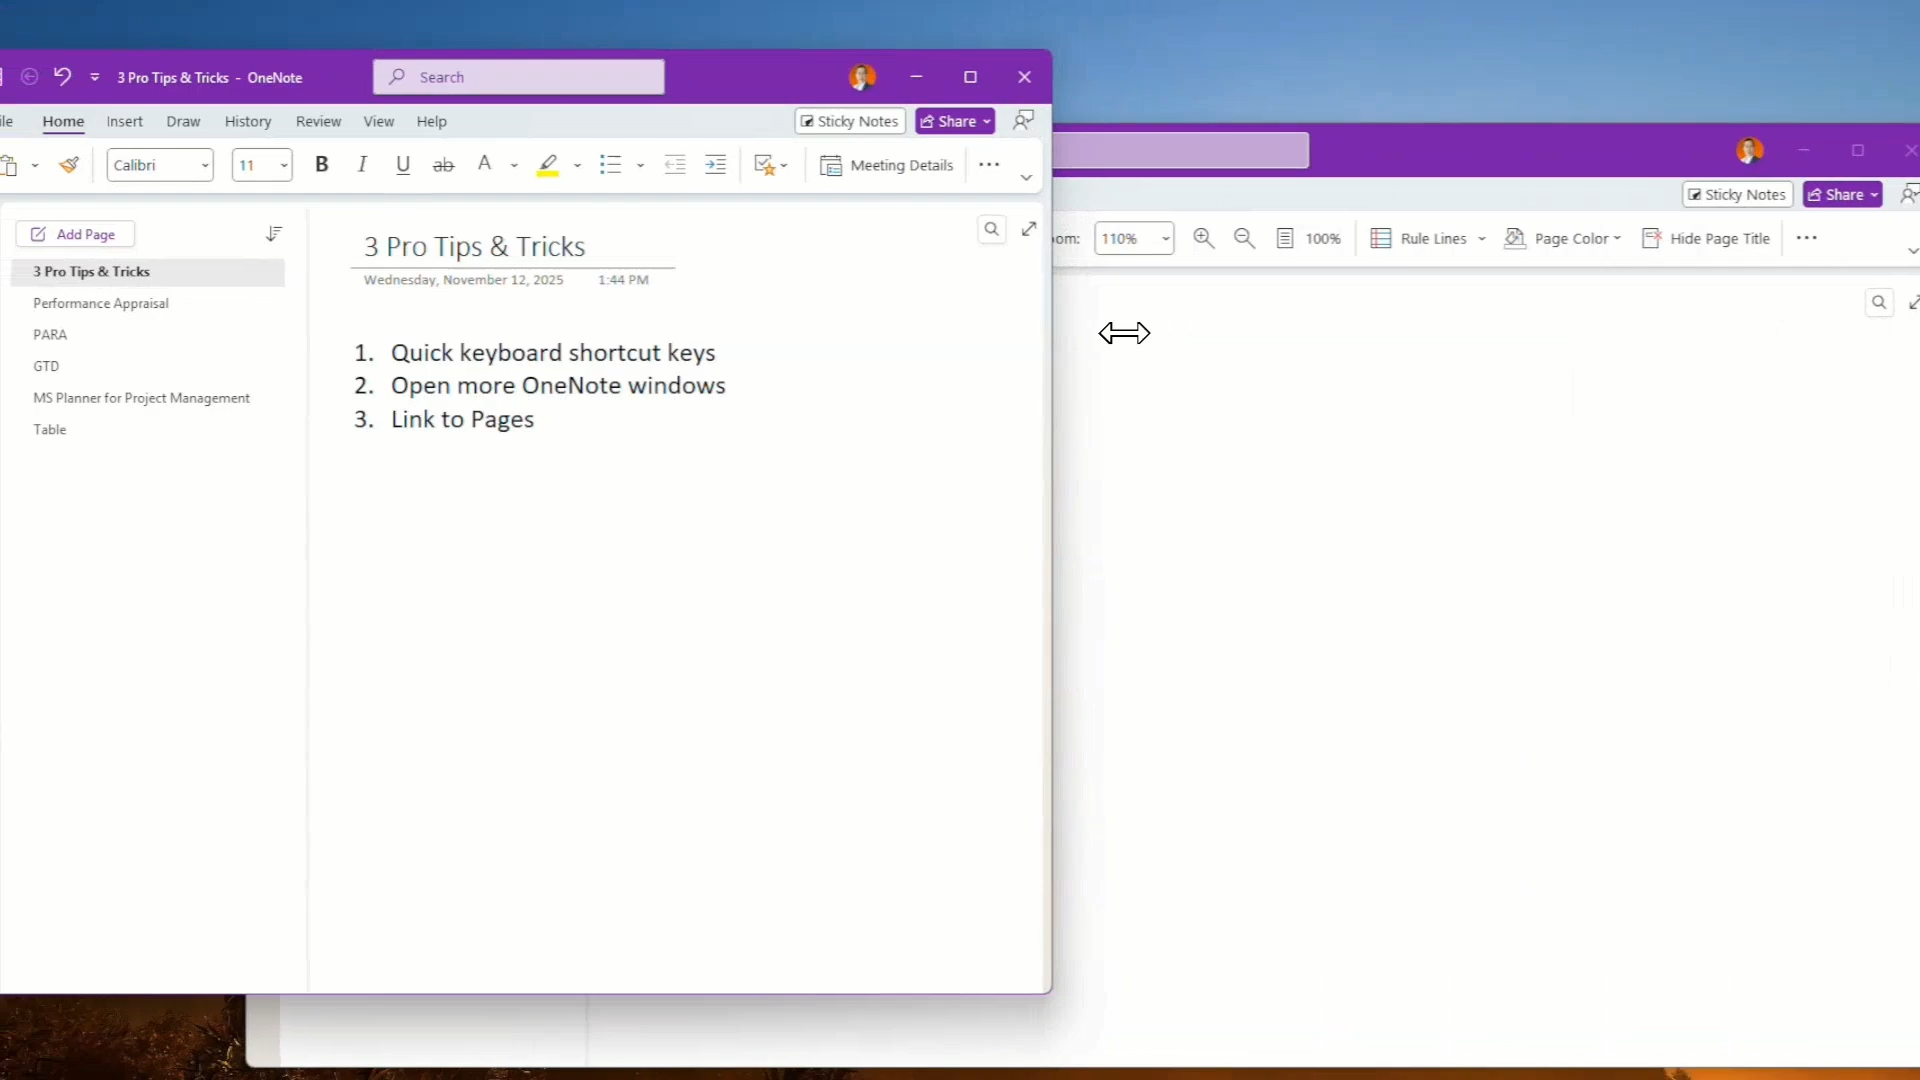 3 Pro Tips & Tricks - OneNote
Search
ile Home Insert Draw History Review View Help
Sticky Notes
Share
Calibri
11
B I U ab A
Meeting Details
Add Page
3 Pro Tips & Tricks
Performance Appraisal
PARA
GTD
MS Planner for Project Management
Table
3 Pro Tips & Tricks
Wednesday, November 12, 2025 1:44 PM
1. Quick keyboard shortcut keys
2. Open more OneNote windows
3. Link to Pages
Sticky Notes
Share
om: 110%
100%
Rule Lines
Page Color
Hide Page Title